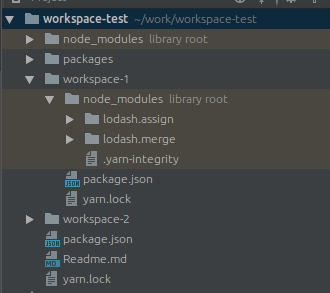 workspace-test ~/work/workspace-test
node_modules library root
packages
workspace-1
node_modules library root
lodash.assign
lodash.merge
.yarn-integrity
package.json
yarn.lock
workspace-2
package.json
Readme.md
yarn.lock